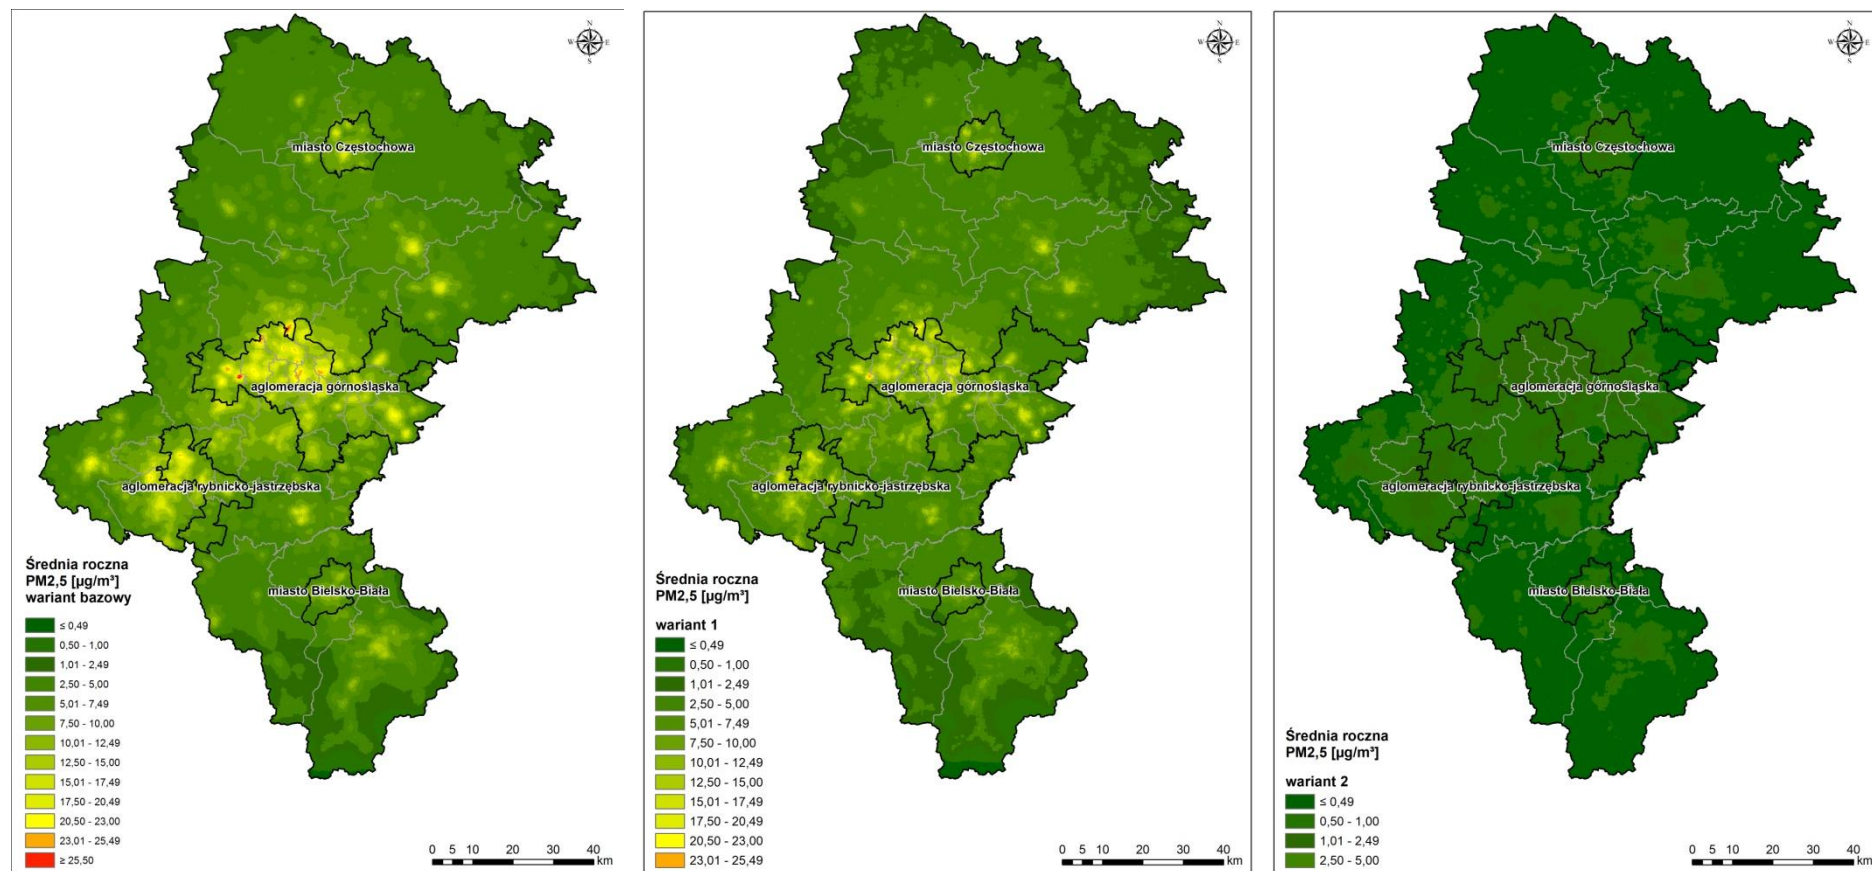 N
W E
S
miasto Częstochowa
aglomeracja górnośląska
aglomeracja rybnicko-jastrzębska
miasto Bielsko-Biała
Średnia roczna
PM2,5 [µg/m³]
wariant bazowy
≤ 0,49
0,50 - 1,00
1,01 - 2,49
2,50 - 5,00
5,01 - 7,49
7,50 - 10,00
10,01 - 12,49
12,50 - 15,00
15,01 - 17,49
17,50 - 20,49
20,50 - 23,00
23,01 - 25,49
≥ 25,50
0 5 10 20 30 40
km
N
W E
S
miasto Częstochowa
aglomeracja górnośląska
aglomeracja rybnicko-jastrzębska
miasto Bielsko-Biała
Średnia roczna
PM2,5 [µg/m³]
wariant 1
≤ 0,49
0,50 - 1,00
1,01 - 2,49
2,50 - 5,00
5,01 - 7,49
7,50 - 10,00
10,01 - 12,49
12,50 - 15,00
15,01 - 17,49
17,50 - 20,49
20,50 - 23,00
23,01 - 25,49
0 5 10 20 30 40
km
N
W E
S
miasto Częstochowa
aglomeracja górnośląska
aglomeracja rybnicko-jastrzębska
miasto Bielsko-Biała
Średnia roczna
PM2,5 [µg/m³]
wariant 2
≤ 0,49
0,50 - 1,00
1,01 - 2,49
2,50 - 5,00
0 5 10 20 30 40
km